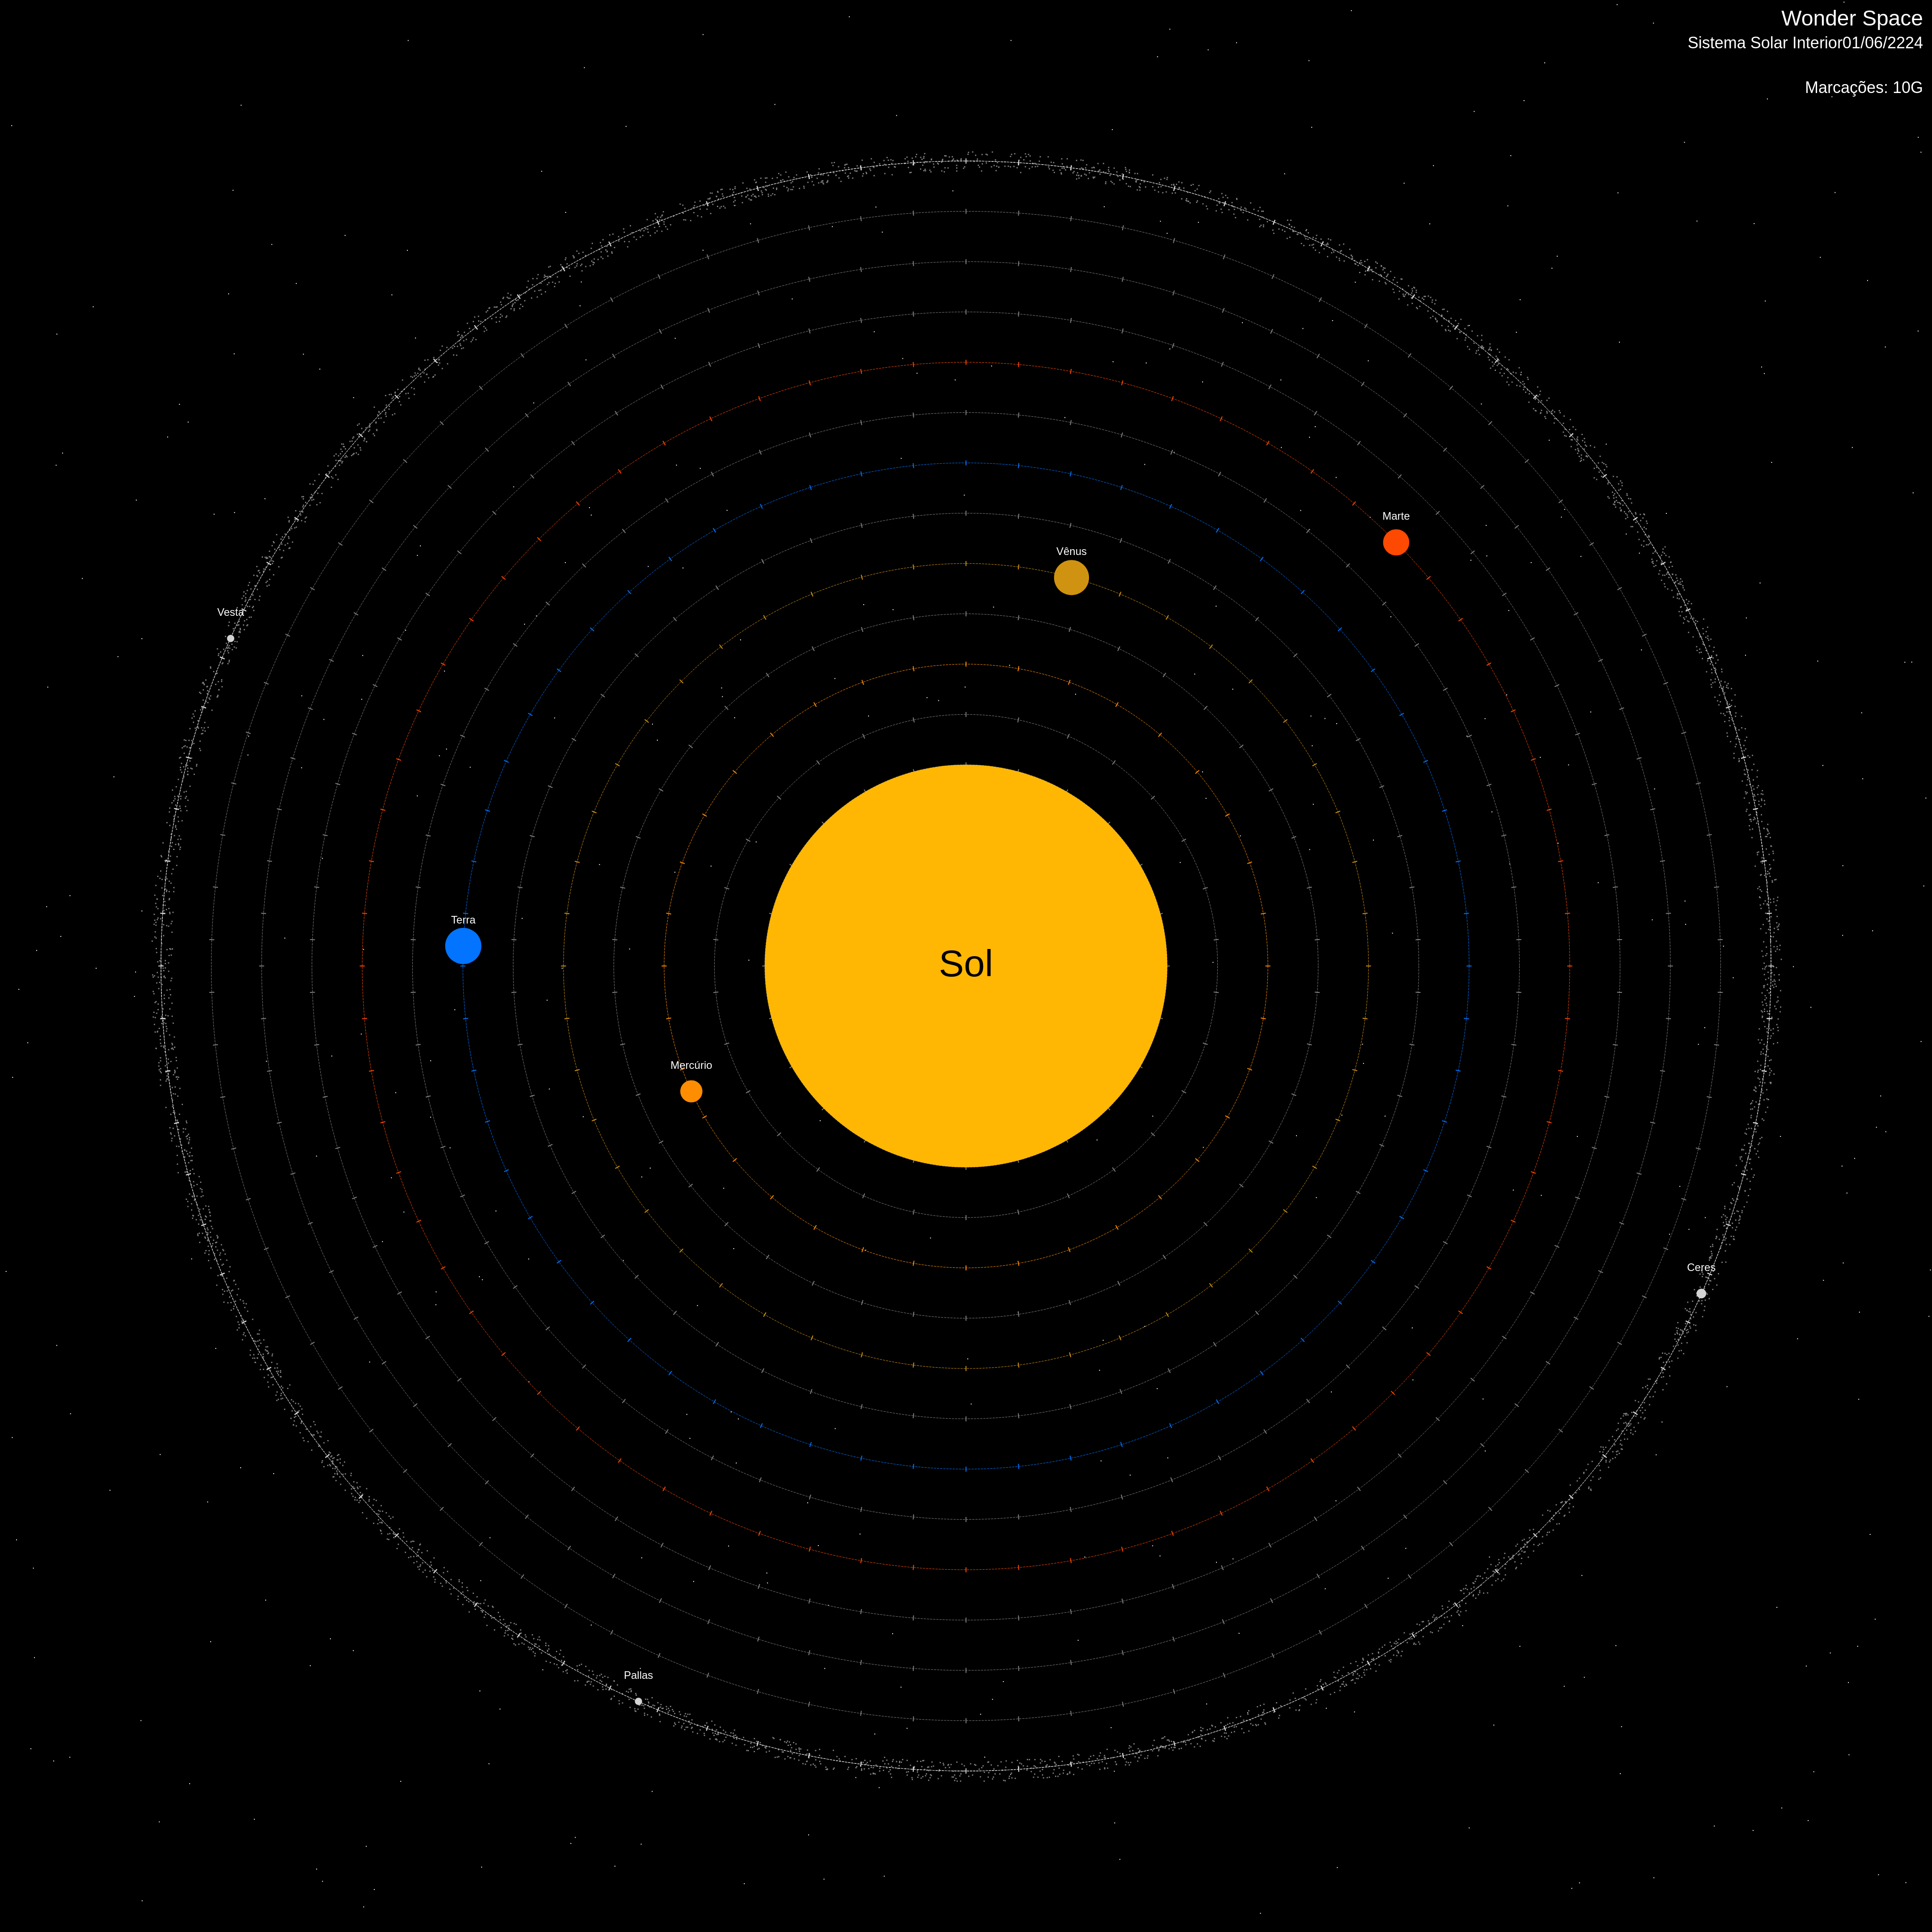 Wonder Space
Sistema Solar Interior01/06/2224
Marcações: 10G
Marte
Vênus
Vesta
Terra
Sol
Mercúrio
Ceres
Pallas